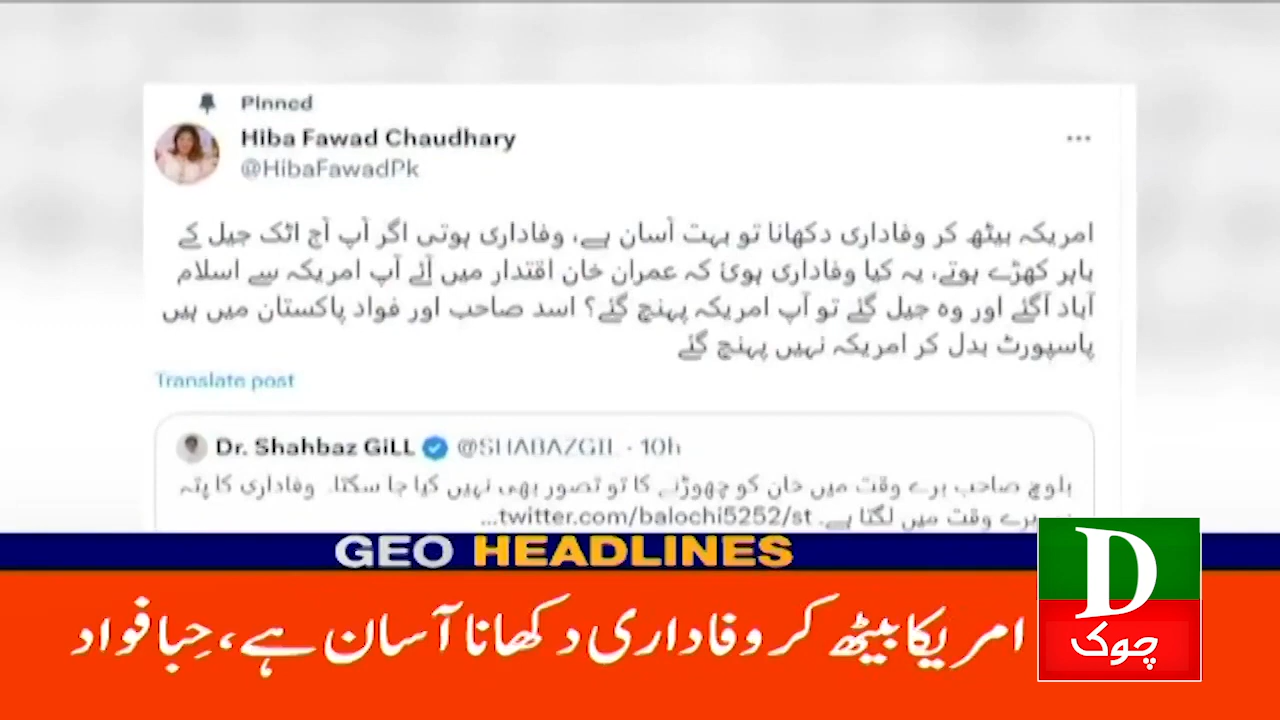 Pinned
Hiba Fawad Chaudhary
@HibaFawadPk
امریکہ بیٹھ کر وفاداری دکھانا تو بہت آسان ہے، وفاداری ہوتی اگر آپ آج اٹک جیل کے
باہر کھڑے ہوتے، یہ کیا وفاداری ہوئ کہ عمران خان اقتدار میں آئے آپ امریکہ سے اسلام
آباد آگئے اور وہ جیل گئے تو آپ امریکہ پہنچ گئے؟ اسد صاحب اور فواد پاکستان میں ہیں
پاسپورٹ بدل کر امریکہ نہیں پہنچ گئے
Translate post
Dr. Shahbaz GiLL @SHABAZGIL · 10h
بلوچ صاحب برے وقت میں خان کو چھوڑنے کا تو تصور بھی نہیں کیا جا سکتا۔ وفاداری کا پتہ
برے وقت میں لگتا ہے۔ twitter.com/balochi5252/st...
GEO HEADLINES
امریکا بیٹھ کر وفاداری دکھانا آسان ہے، حِبا فواد
D
چوک